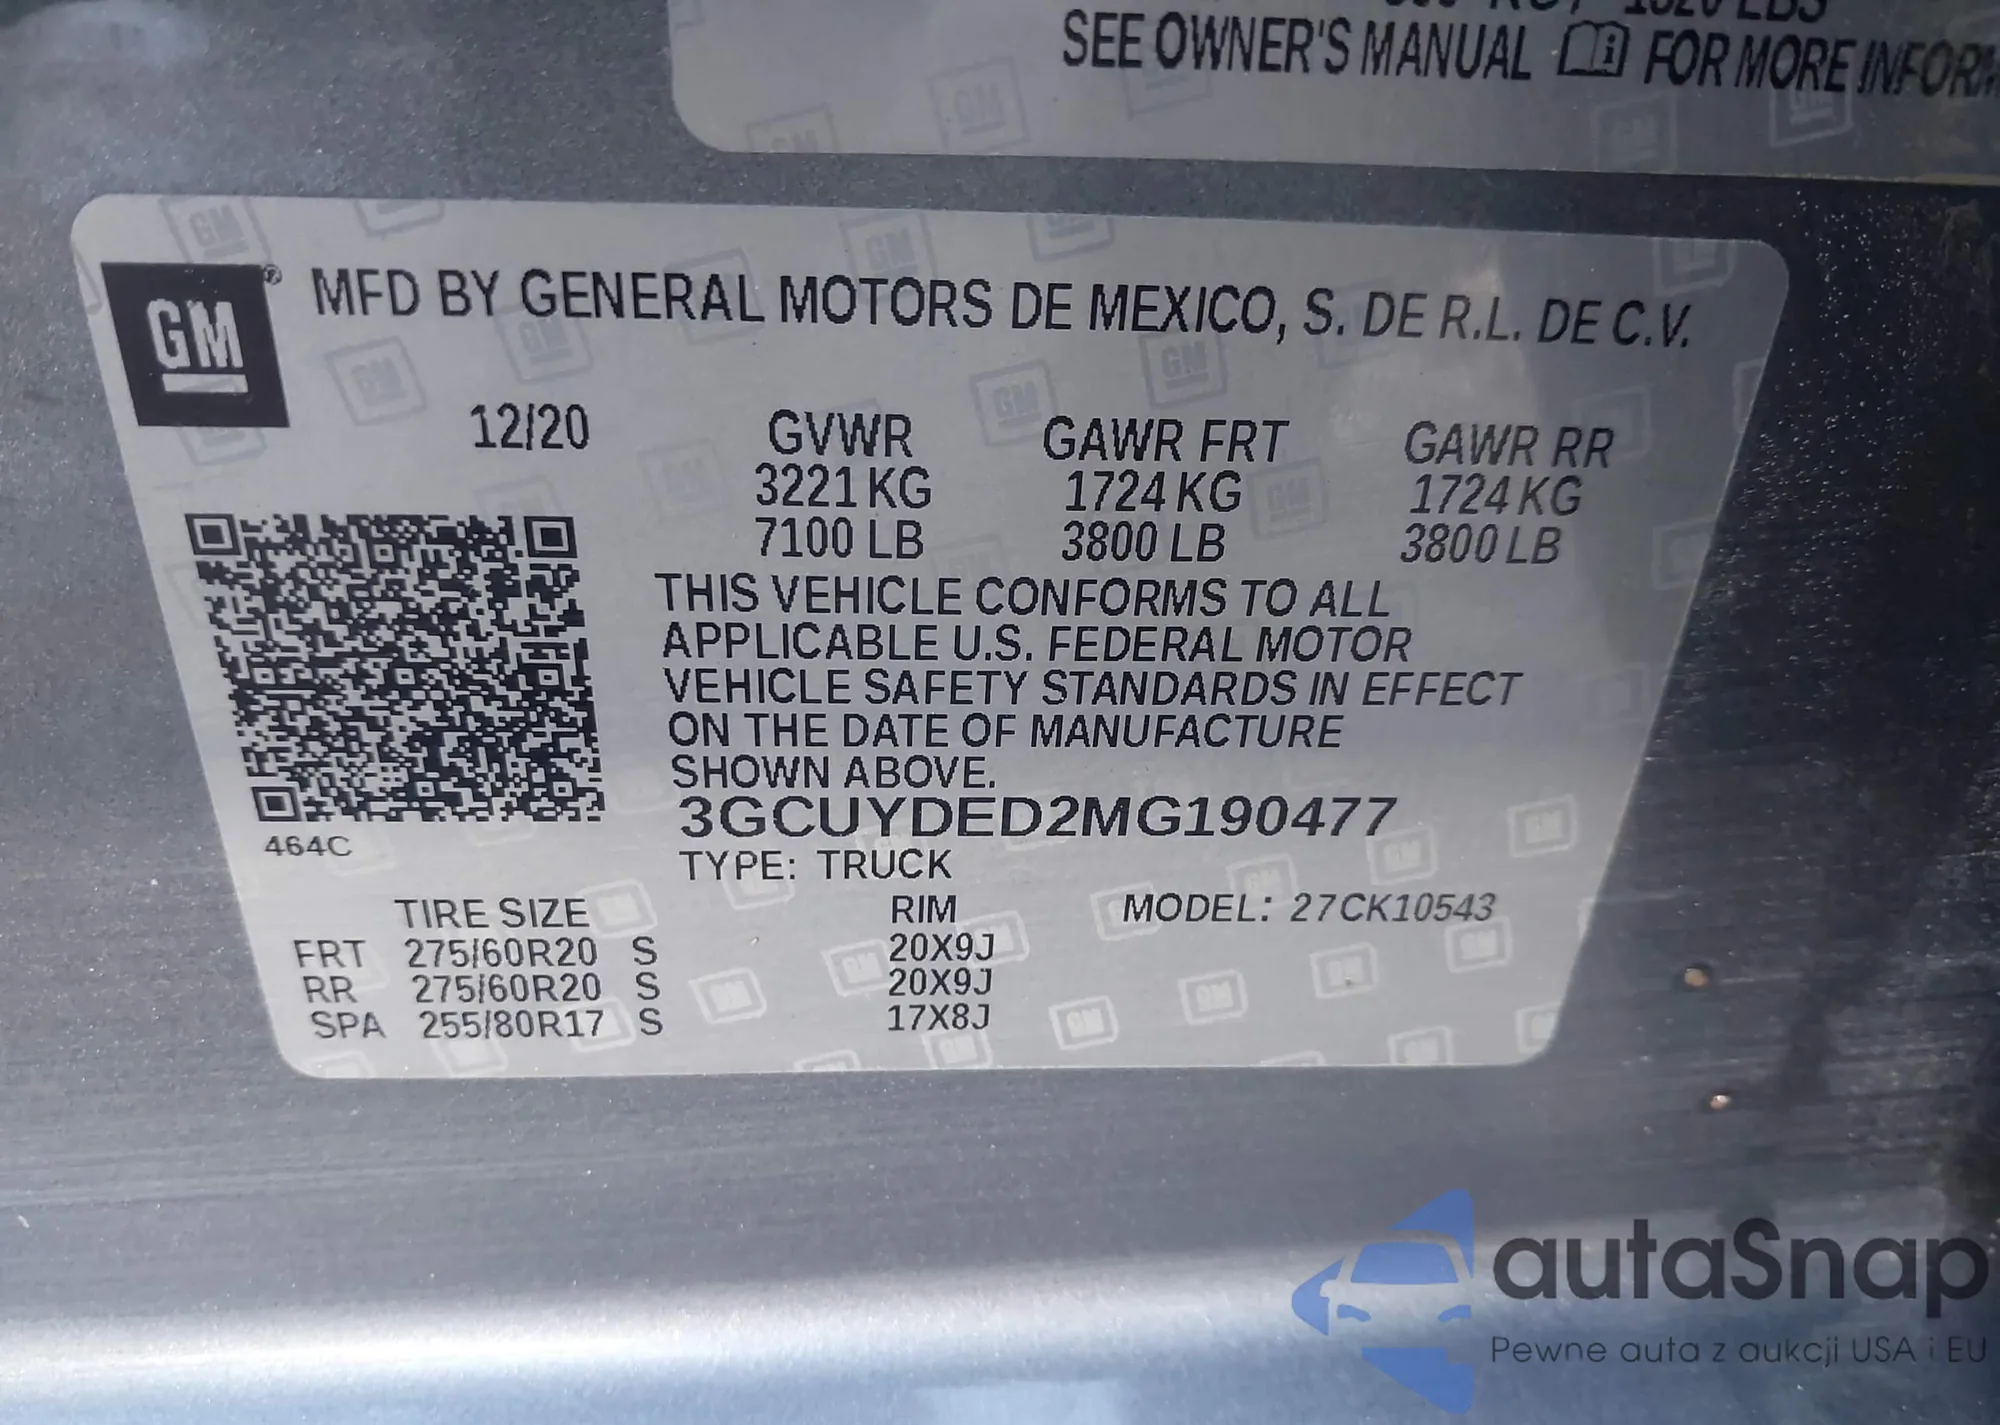 1320 LBS
SEE OWNER'S MANUAL FOR MORE INFORM
GM ® MFD BY GENERAL MOTORS DE MEXICO, S. DE R.L. DE C.V.
12/20 GVWR GAWR FRT GAWR RR
3221 KG 1724 KG 1724 KG
7100 LB 3800 LB 3800 LB
THIS VEHICLE CONFORMS TO ALL
APPLICABLE U.S. FEDERAL MOTOR
VEHICLE SAFETY STANDARDS IN EFFECT
ON THE DATE OF MANUFACTURE
SHOWN ABOVE.
3GCUYDED2MG190477
464C
TYPE: TRUCK
TIRE SIZE RIM MODEL: 27CK10543
FRT 275/60R20 S 20X9J
RR 275/60R20 S 20X9J
SPA 255/80R17 S 17X8J
autaSnap
Pewne auta z aukcji USA i EU